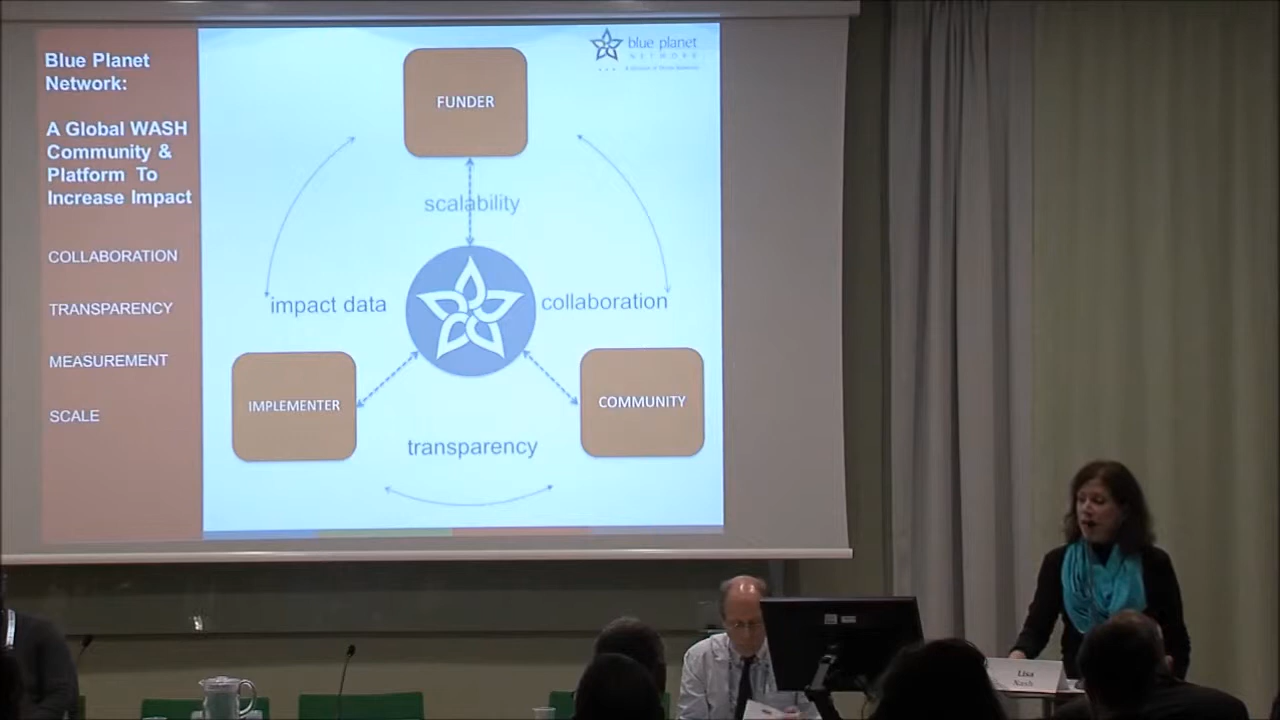 Blue Planet
Network:
A Global WASH
Community &
Platform To
Increase Impact
COLLABORATION
TRANSPARENCY
MEASUREMENT
SCALE
blue planet
NETWORK
FUNDER
scalability
impact data
collaboration
IMPLEMENTER
COMMUNITY
transparency
Lisa
Nash